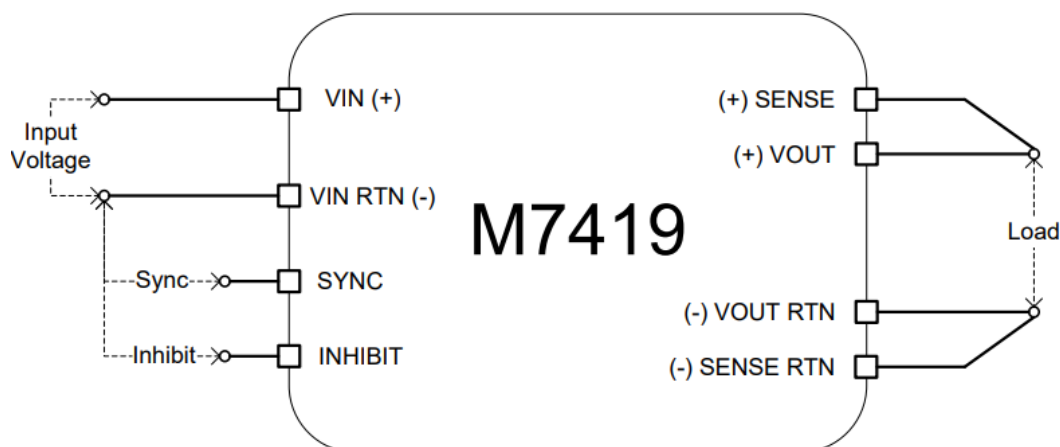 VIN (+)
(+) SENSE
Input
Voltage
(+) VOUT
VIN RTN (-)
M7419
Load
Sync
SYNC
(-) VOUT RTN
Inhibit
INHIBIT
(-) SENSE RTN